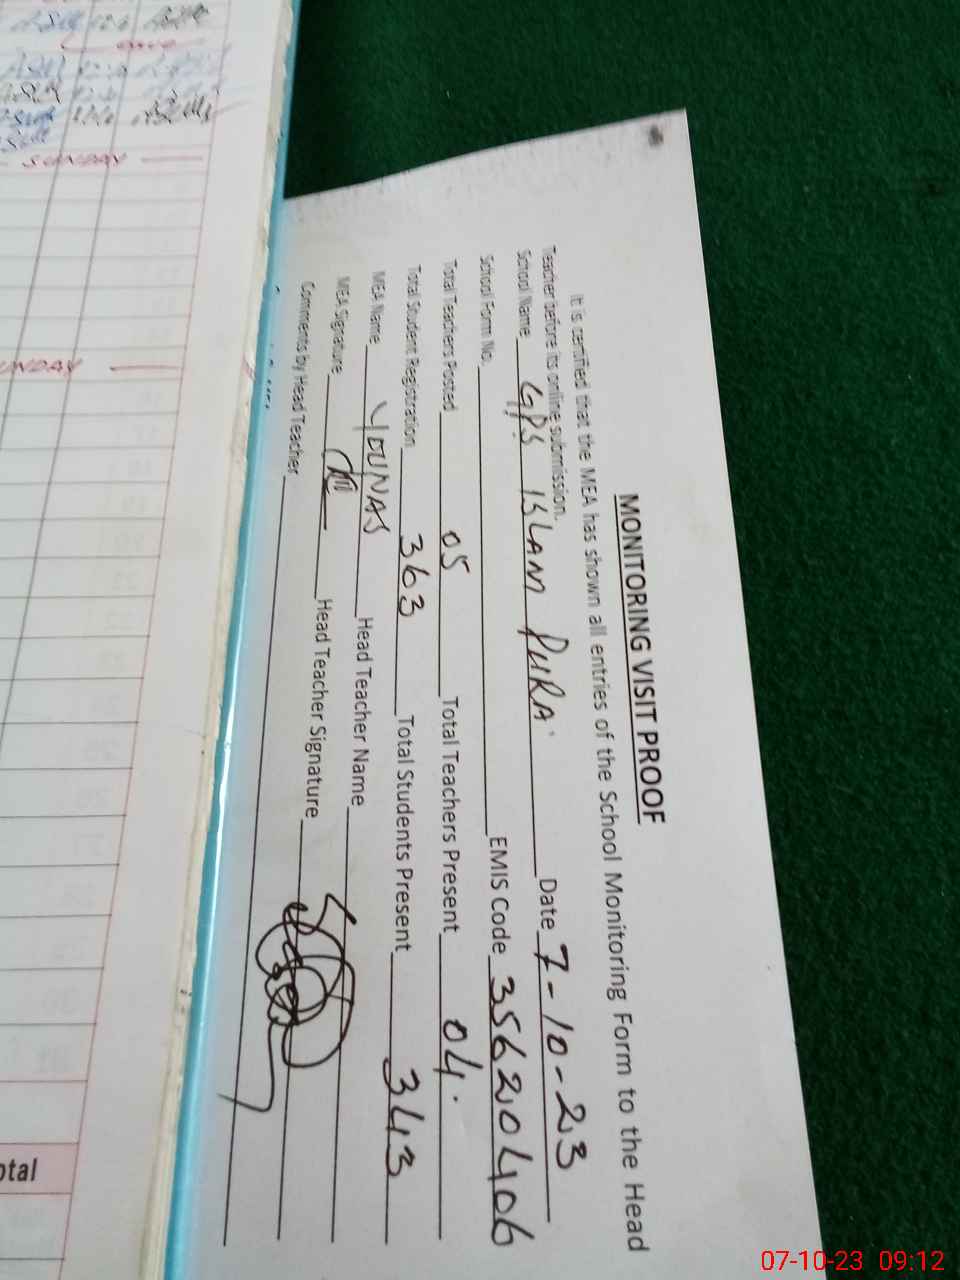 MONITORING VISIT PROOF
It is certified that the MEA has shown all entries of the School Monitoring Form to the Head
Teacher before its online submission.
School Name GPS ISLAM PURA Date 7-10-23
School Form No. EMIS Code 35620406
Total Teachers Posted 05 Total Teachers Present 04.
Total Student Registration 363 Total Students Present 343
MEA Name YOUNAS Head Teacher Name
MEA Signature Head Teacher Signature
Comments by Head Teacher
SUNDAY
SUNDAY
otal
07-10-23 09:12